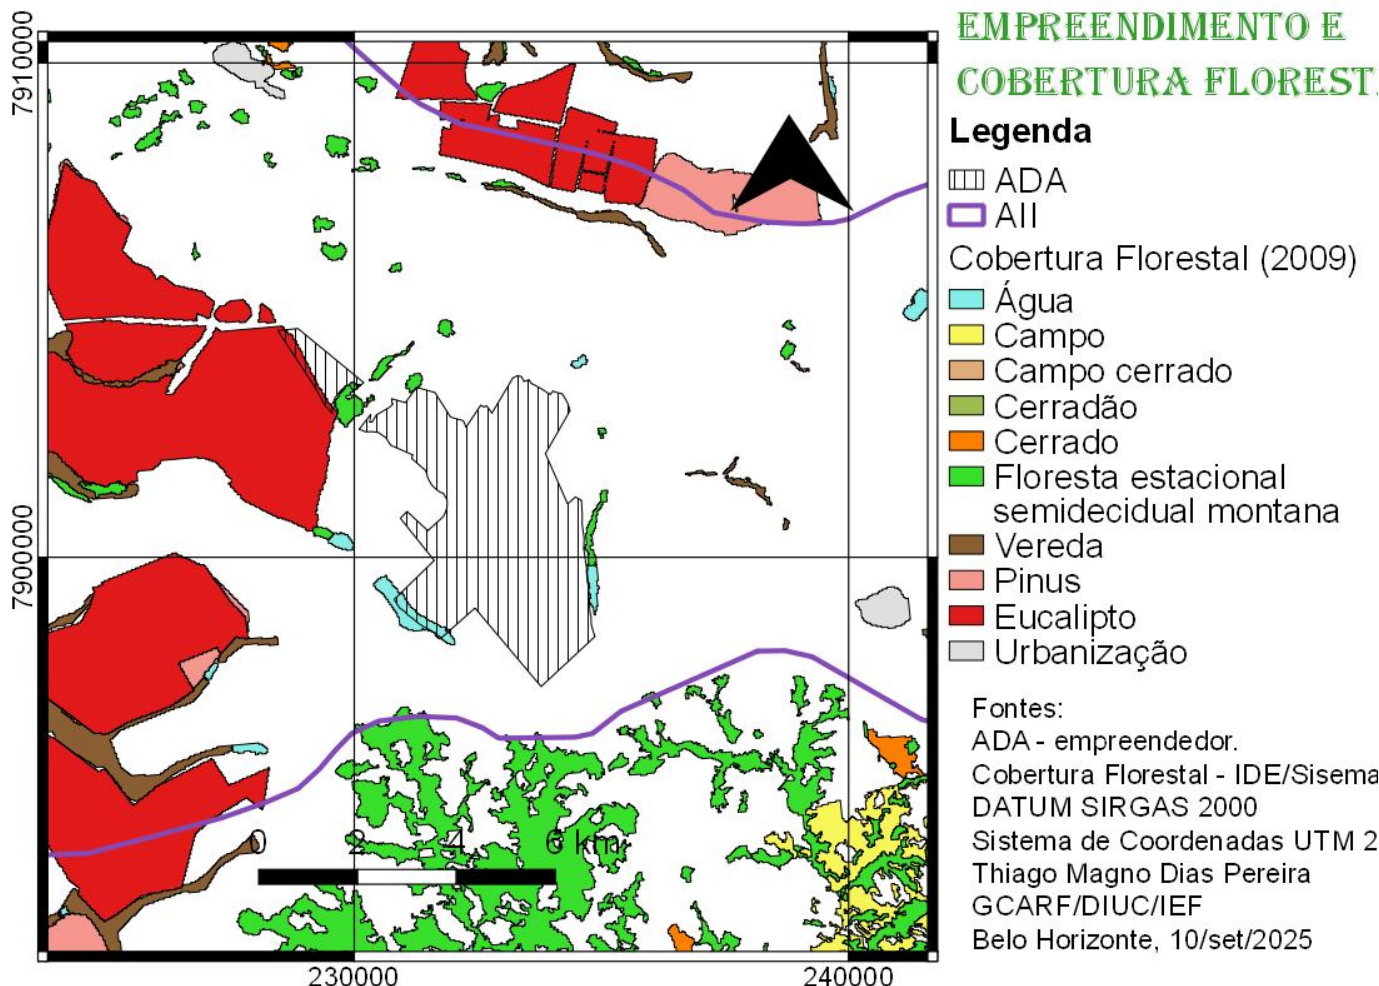 EMPREENDIMENTO E
COBERTURA FLOREST
Legenda
ADA
AII
Cobertura Florestal (2009)
Água
Campo
Campo cerrado
Cerradão
Cerrado
Floresta estacional
semidecidual montana
Vereda
Pinus
Eucalipto
Urbanização
Fontes:
ADA - empreendedor.
Cobertura Florestal - IDE/Sisema
DATUM SIRGAS 2000
Sistema de Coordenadas UTM 2
Thiago Magno Dias Pereira
GCARF/DIUC/IEF
Belo Horizonte, 10/set/2025
7910000
7900000
0 2 4 6 km
230000 240000